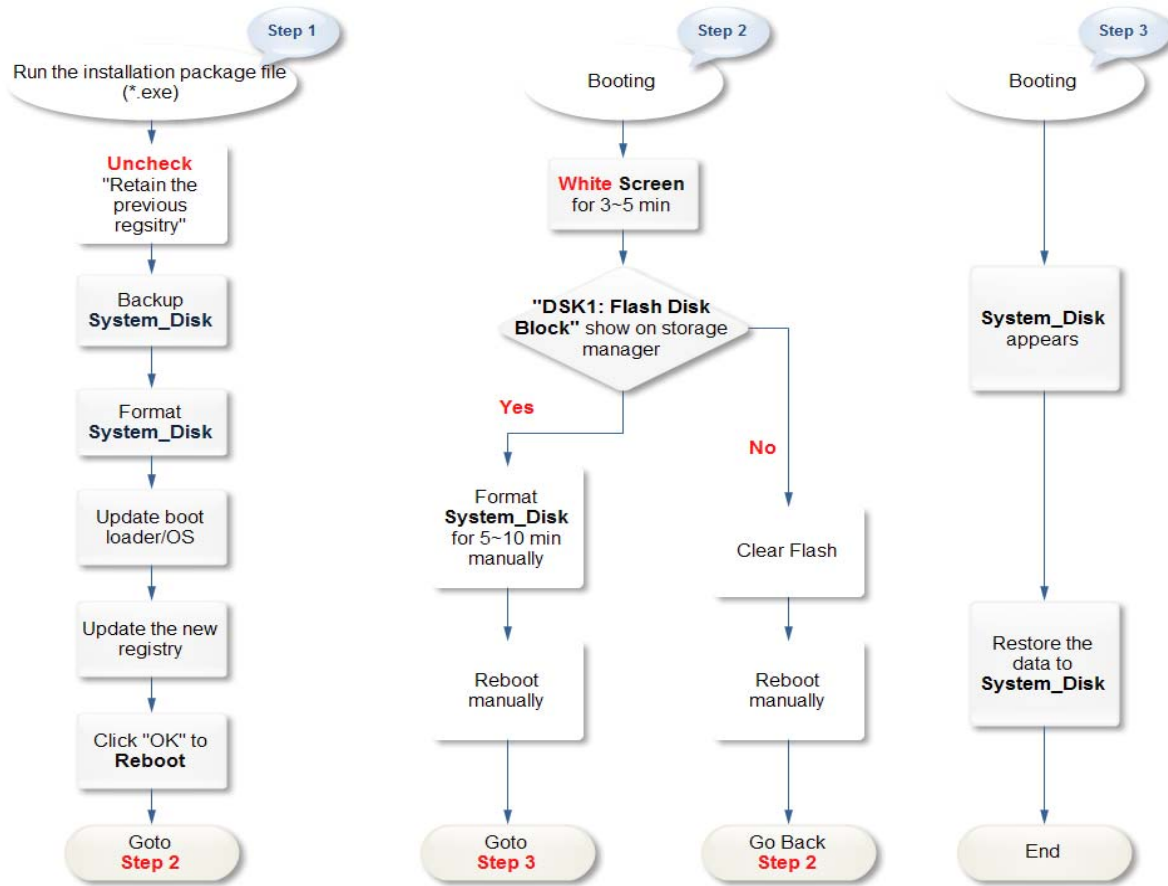 Step 1
Run the installation package file
(*.exe)
Uncheck
"Retain the
previous
regsitry"
Backup
System_Disk
Format
System_Disk
Update boot
loader/OS
Update the new
registry
Click "OK" to
Reboot
Goto
Step 2
Step 2
Booting
White Screen
for 3~5 min
"DSK1: Flash Disk
Block" show on storage
manager
Yes
Format
System_Disk
for 5~10 min
manually
Reboot
manually
Goto
Step 3
No
Clear Flash
Reboot
manually
Go Back
Step 2
Step 3
Booting
System_Disk
appears
Restore the
data to
System_Disk
End